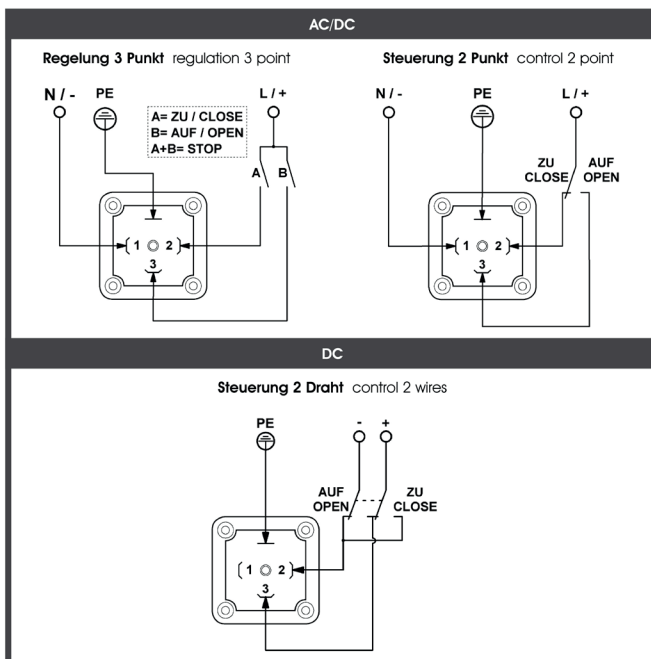 AC/DC
Regelung 3 Punkt regulation 3 point
N / -
PE
L / +
A= ZU / CLOSE
B= AUF / OPEN
A+B= STOP
A
B
1
2
3
Steuerung 2 Punkt control 2 point
N / -
PE
L / +
ZU
CLOSE
AUF
OPEN
1
2
3
DC
Steuerung 2 Draht control 2 wires
PE
-
+
AUF
OPEN
ZU
CLOSE
1
2
3